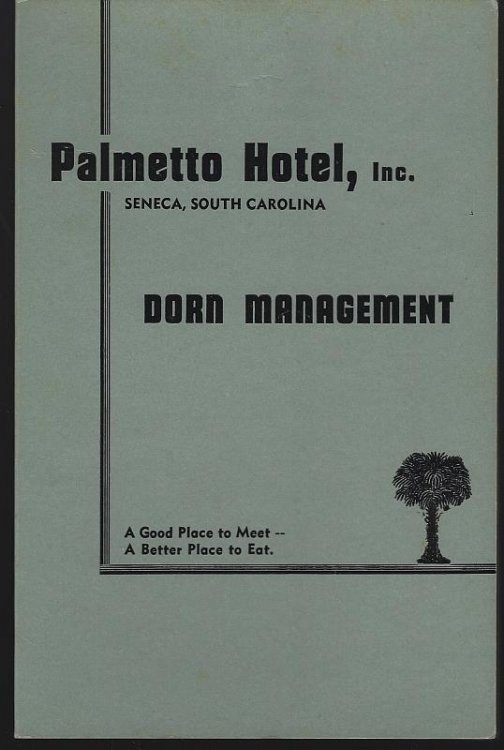 Palmetto Hotel, Inc.
SENECA, SOUTH CAROLINA
DORN MANAGEMENT
A Good Place to Meet --
A Better Place to Eat.